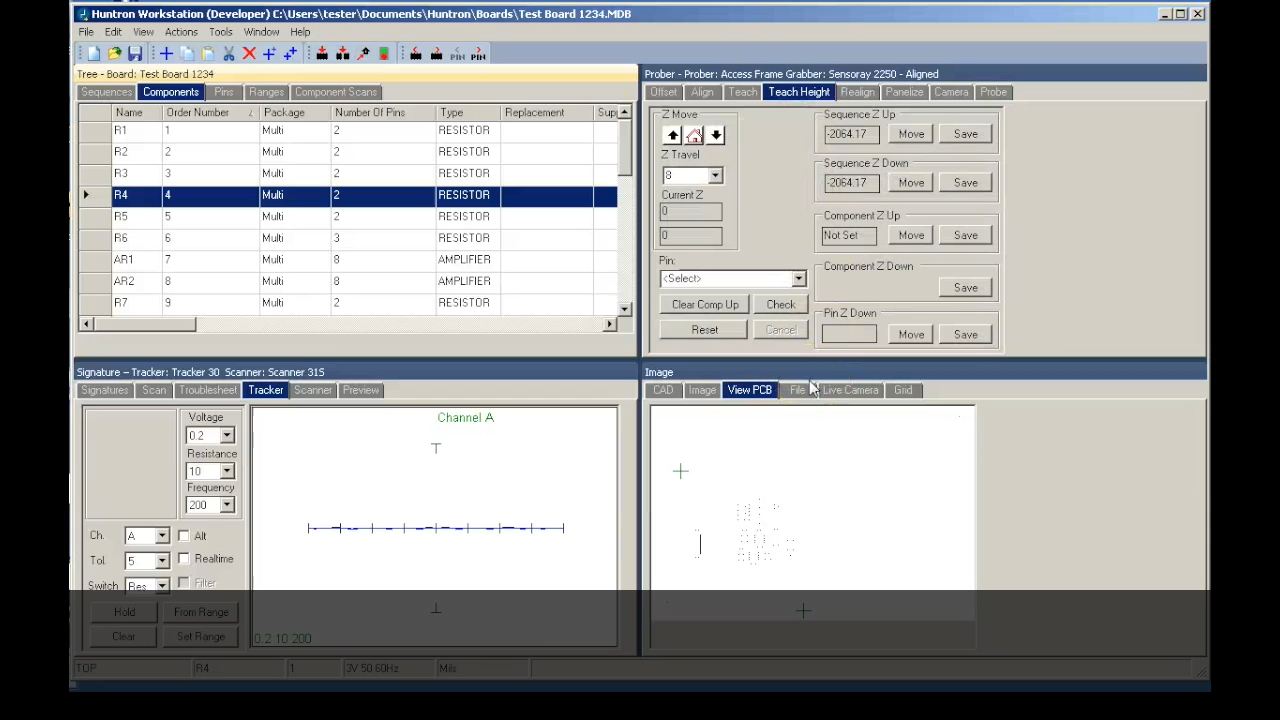 Huntron Workstation (Developer) C:\Users\tester\Documents\Huntron\Boards\Test Board 1234.MDB
File Edit View Actions Tools Window Help
Tree - Board: Test Board 1234
Sequences Components Pins Ranges Component Scans
Name Order Number Package Number Of Pins Type Replacement Sup
R1 1 Multi 2 RESISTOR
R2 2 Multi 2 RESISTOR
R3 3 Multi 2 RESISTOR
R4 4 Multi 2 RESISTOR
R5 5 Multi 2 RESISTOR
R6 6 Multi 3 RESISTOR
AR1 7 Multi 8 AMPLIFIER
AR2 8 Multi 8 AMPLIFIER
R7 9 Multi 2 RESISTOR
Prober - Prober: Access Frame Grabber: Sensoray 2250 - Aligned
Offset Align Teach Teach Height Realign Panelize Camera Probe
Z Move
Z Travel
8
Current Z
0
0
Pin:
<Select>
Clear Comp Up Check
Reset Cancel
Sequence Z Up
-2064.17 Move Save
Sequence Z Down
-2064.17 Move Save
Component Z Up
Not Set Move Save
Component Z Down
Save
Pin Z Down
Move Save
Signature – Tracker: Tracker 30 Scanner: Scanner 31S
Signatures Scan Troubleshoot Tracker Scanner Preview
Voltage
0.2
Resistance
10
Frequency
200
Ch. A Alt
Tol. 5 Realtime
Switch Res Filter
Hold From Range
Clear Set Range
Channel A
0.2 10 200
Image
CAD Image View PCB File Live Camera Grid
TOP R4 1 3V 50 60Hz Mils